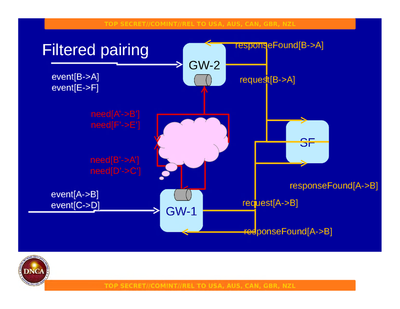 TOP SECRET//COMINT//REL TO USA, AUS, CAN, GBR, NZL
Filtered pairing
responseFound[B->A]
GW-2
event[B->A]
event[E->F]
request[B->A]
need[A'->B']
need[F'->E']
SF
need[B'->A']
need[D'->C']
responseFound[A->B]
event[A->B]
event[C->D]
request[A->B]
GW-1
responseFound[A->B]
DNCA
TOP SECRET//COMINT//REL TO USA, AUS, CAN, GBR, NZL